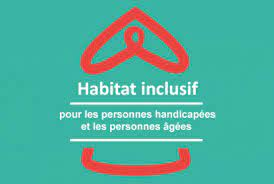 Habitat inclusif
pour les personnes handicapées
et les personnes âgées